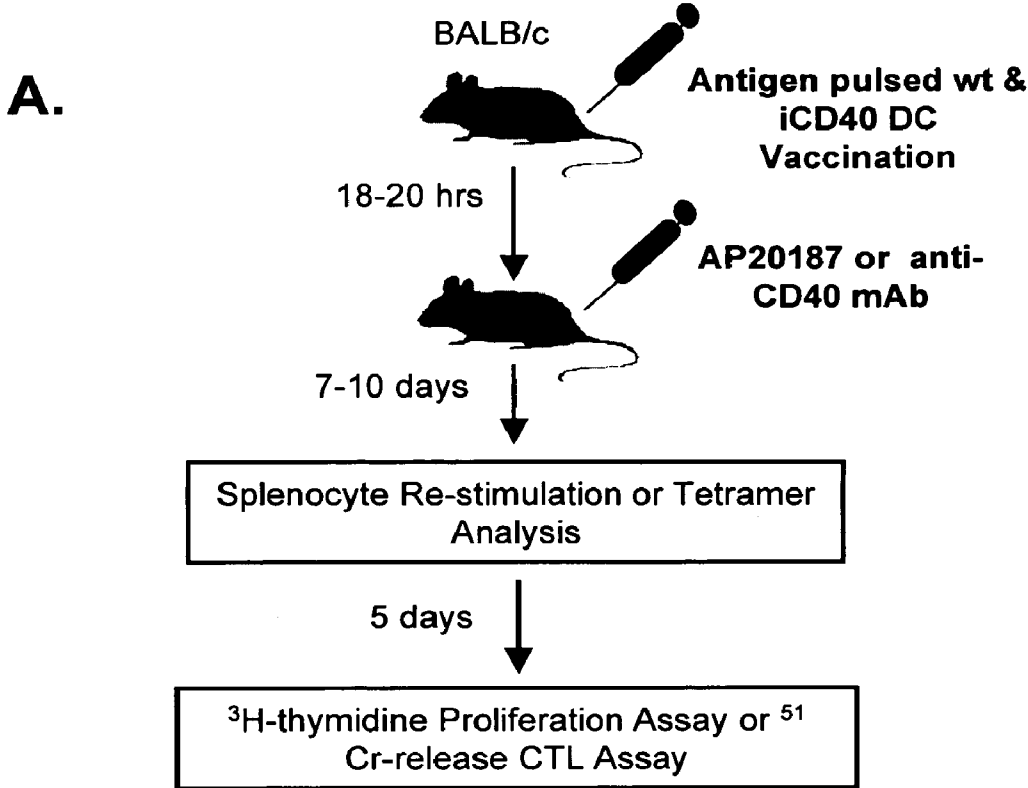 A.
BALB/c
Antigen pulsed wt &
iCD40 DC
Vaccination
18-20 hrs
AP20187 or anti-
CD40 mAb
7-10 days
Splenocyte Re-stimulation or Tetramer
Analysis
5 days
³H-thymidine Proliferation Assay or ⁵¹
Cr-release CTL Assay